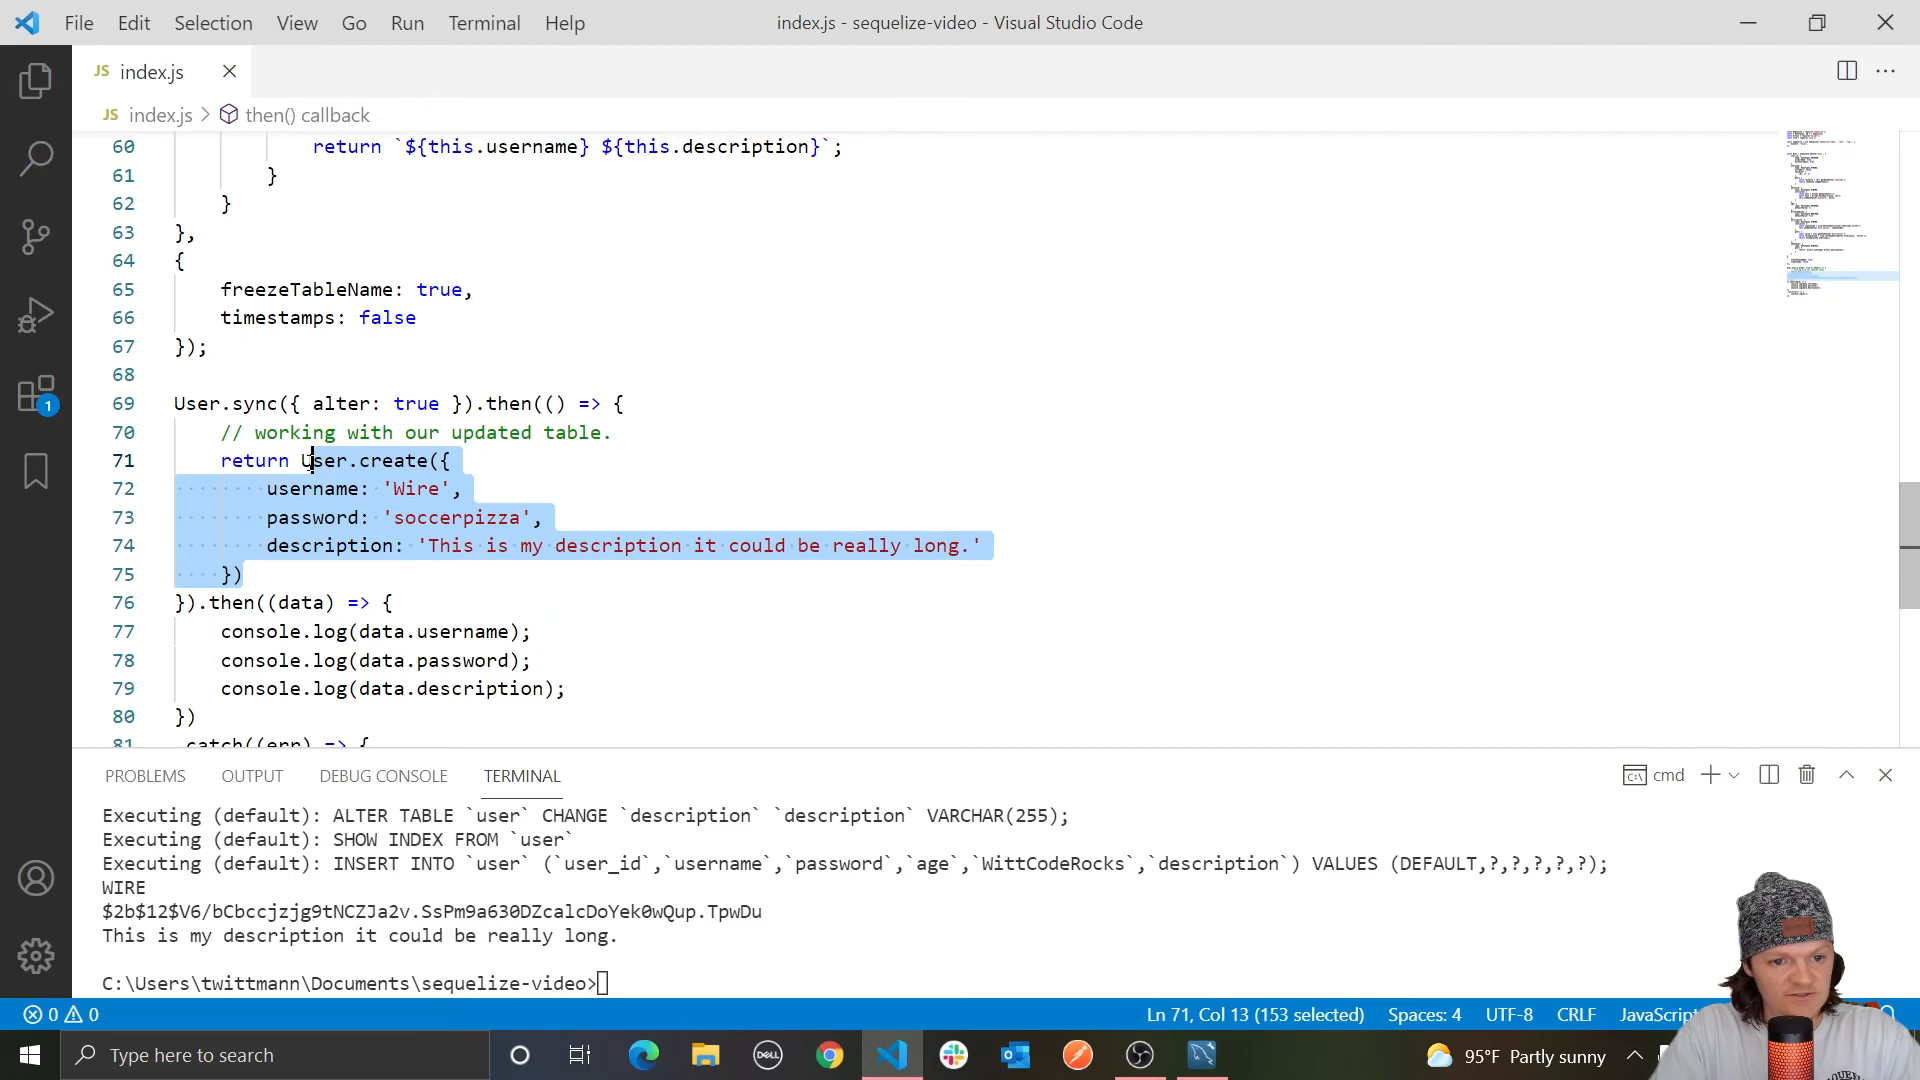 File Edit Selection View Go Run Terminal Help
index.js - sequelize-video - Visual Studio Code
JS index.js
JS index.js > then() callback
60 return `${this.username} ${this.description}`;
61 }
62 }
63 },
64 {
65 freezeTableName: true,
66 timestamps: false
67 });
68
69 User.sync({ alter: true }).then(() => {
70 // working with our updated table.
71 return User.create({
72 username: 'Wire',
73 password: 'soccerpizza',
74 description: 'This is my description it could be really long.'
75 })
76 }).then((data) => {
77 console.log(data.username);
78 console.log(data.password);
79 console.log(data.description);
80 })
81 .catch((err) => {
1
PROBLEMS OUTPUT DEBUG CONSOLE TERMINAL
cmd
Executing (default): ALTER TABLE `user` CHANGE `description` `description` VARCHAR(255);
Executing (default): SHOW INDEX FROM `user`
Executing (default): INSERT INTO `user` (`user_id`,`username`,`password`,`age`,`WittCodeRocks`,`description`) VALUES (DEFAULT,?,?,?,?,?);
WIRE
$2b$12$V6/bCbccjzjg9tNCZJa2v.SsPm9a630DZcalcDoYek0wQup.TpwDu
This is my description it could be really long.
C:\Users\twittmann\Documents\sequelize-video>
0 0
Ln 71, Col 13 (153 selected) Spaces: 4 UTF-8 CRLF JavaScript
Type here to search
DELL
95°F Partly sunny